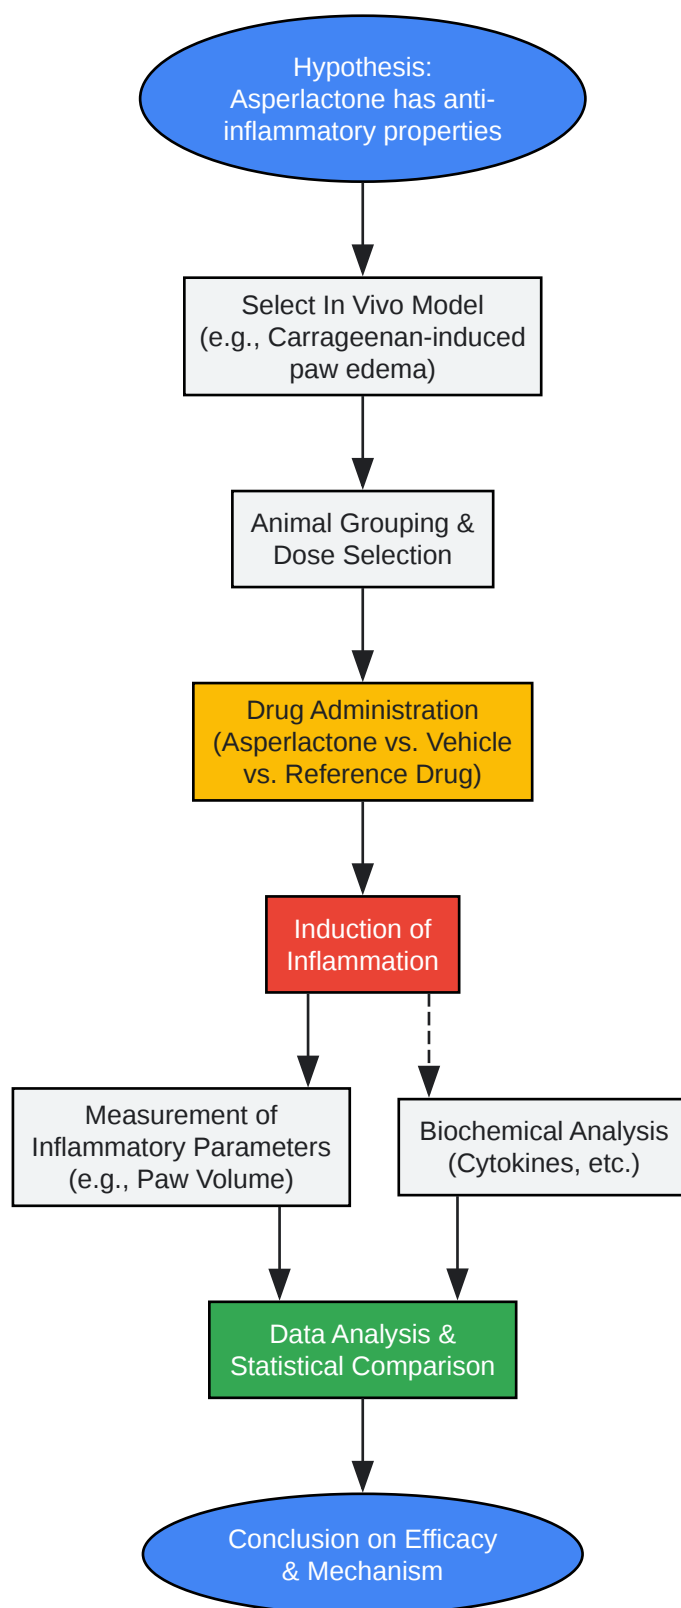 Hypothesis:
Asperlactone has anti-
inflammatory properties
Select In Vivo Model
(e.g., Carrageenan-induced
paw edema)
Animal Grouping &
Dose Selection
Drug Administration
(Asperlactone vs. Vehicle
vs. Reference Drug)
Induction of
Inflammation
Measurement of
Inflammatory Parameters
(e.g., Paw Volume)
Biochemical Analysis
(Cytokines, etc.)
Data Analysis &
Statistical Comparison
Conclusion on Efficacy
& Mechanism